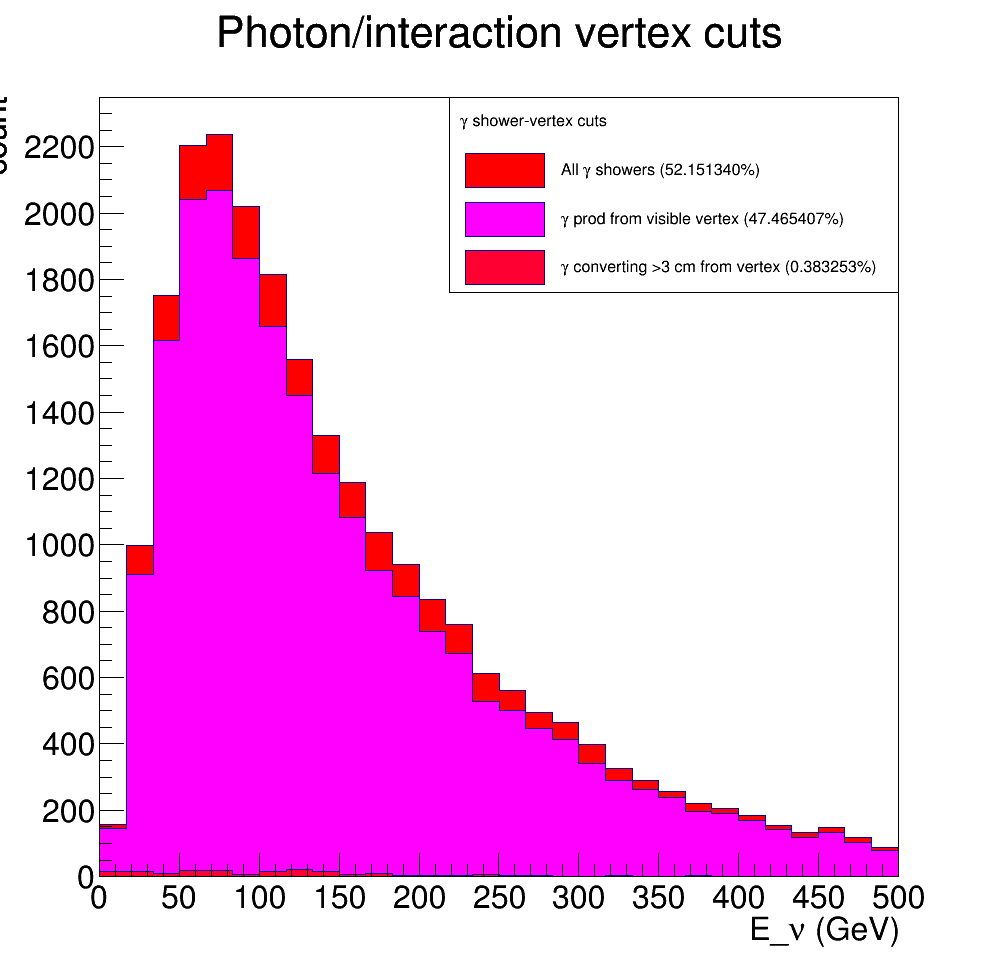 Photon/interaction vertex cuts
γ shower-vertex cuts
All γ showers (52.151340%)
γ prod from visible vertex (47.465407%)
γ converting >3 cm from vertex (0.383253%)
2200
2000
1800
1600
1400
1200
1000
800
600
400
200
0
0 50 100 150 200 250 300 350 400 450 500
E_ν (GeV)